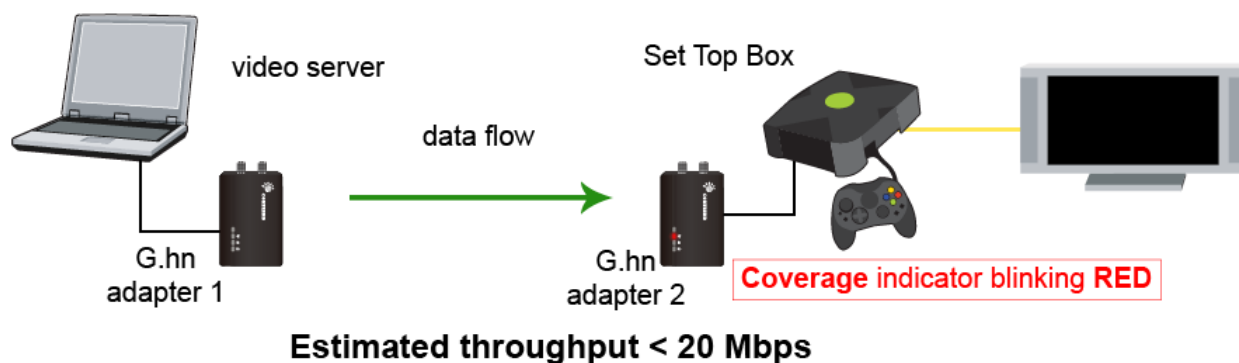 video server
Set Top Box
data flow
G.hn
adapter 1
G.hn
adapter 2
Coverage indicator blinking RED
Estimated throughput < 20 Mbps